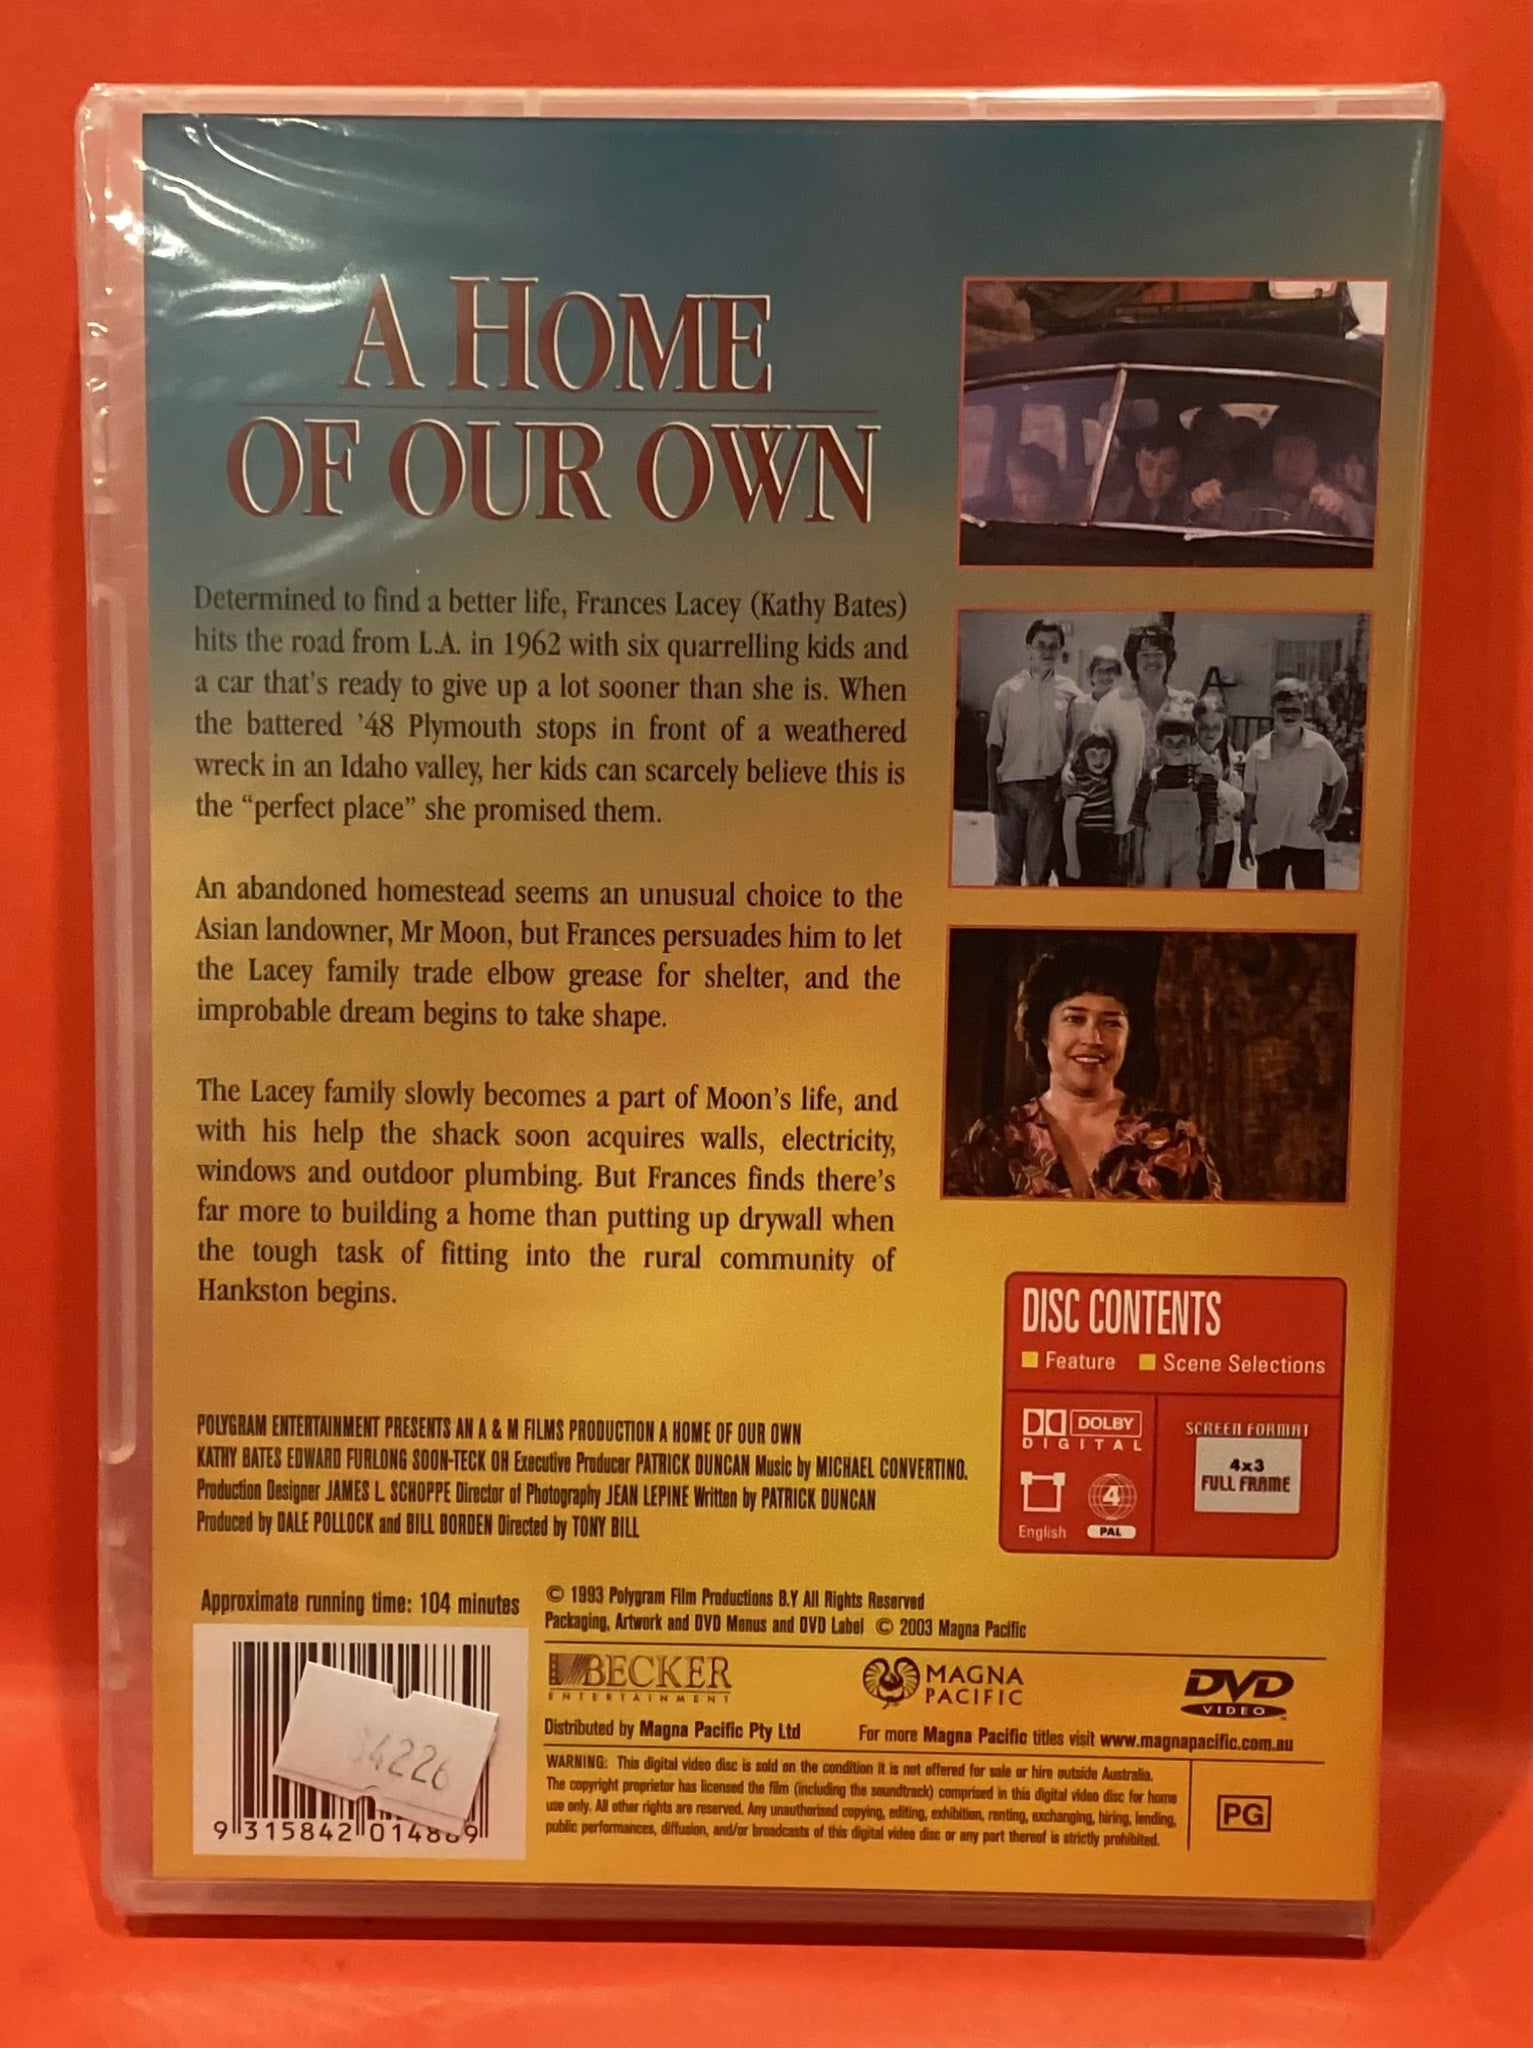 A HOME
OF OUR OWN
Determined to find a better life, Frances Lacey (Kathy Bates)
hits the road from L.A. in 1962 with six quarrelling kids and
a car that's ready to give up a lot sooner than she is. When
the battered '48 Plymouth stops in front of a weathered
wreck in an Idaho valley, her kids can scarcely believe this is
the “perfect place” she promised them.
An abandoned homestead seems an unusual choice to the
Asian landowner, Mr Moon, but Frances persuades him to let
the Lacey family trade elbow grease for shelter, and the
improbable dream begins to take shape.
The Lacey family slowly becomes a part of Moon's life, and
with his help the shack soon acquires walls, electricity,
windows and outdoor plumbing. But Frances finds there's
far more to building a home than putting up drywall when
the tough task of fitting into the rural community of
Hankston begins.
DISC CONTENTS
Feature Scene Selections
DOLBY
DIGITAL
English
4
PAL
SCREEN FORMAT
4x3
FULL FRAME
POLYGRAM ENTERTAINMENT PRESENTS AN A & M FILMS PRODUCTION A HOME OF OUR OWN
KATHY BATES EDWARD FURLONG SOON-TECK OH Executive Producer PATRICK DUNCAN Music by MICHAEL CONVERTINO.
Production Designer JAMES L. SCHOPPE Director of Photography JEAN LEPINE Written by PATRICK DUNCAN
Produced by DALE POLLOCK and BILL BORDEN Directed by TONY BILL
Approximate running time: 104 minutes
© 1993 Polygram Film Productions B.Y All Rights Reserved
Packaging, Artwork and DVD Menus and DVD Label © 2003 Magna Pacific
BECKER
ENTERTAINMENT
MAGNA
PACIFIC
DVD
VIDEO
Distributed by Magna Pacific Pty Ltd
For more Magna Pacific titles visit www.magnapacific.com.au
WARNING: This digital video disc is sold on the condition it is not offered for sale or hire outside Australia.
The copyright proprietor has licensed the film (including the soundtrack) comprised in this digital video disc for home
use only. All other rights are reserved. Any unauthorised copying, editing, exhibition, renting, exchanging, hiring, lending,
public performances, diffusion, and/or broadcasts of this digital video disc or any part thereof is strictly prohibited.
PG
9 315842 014889